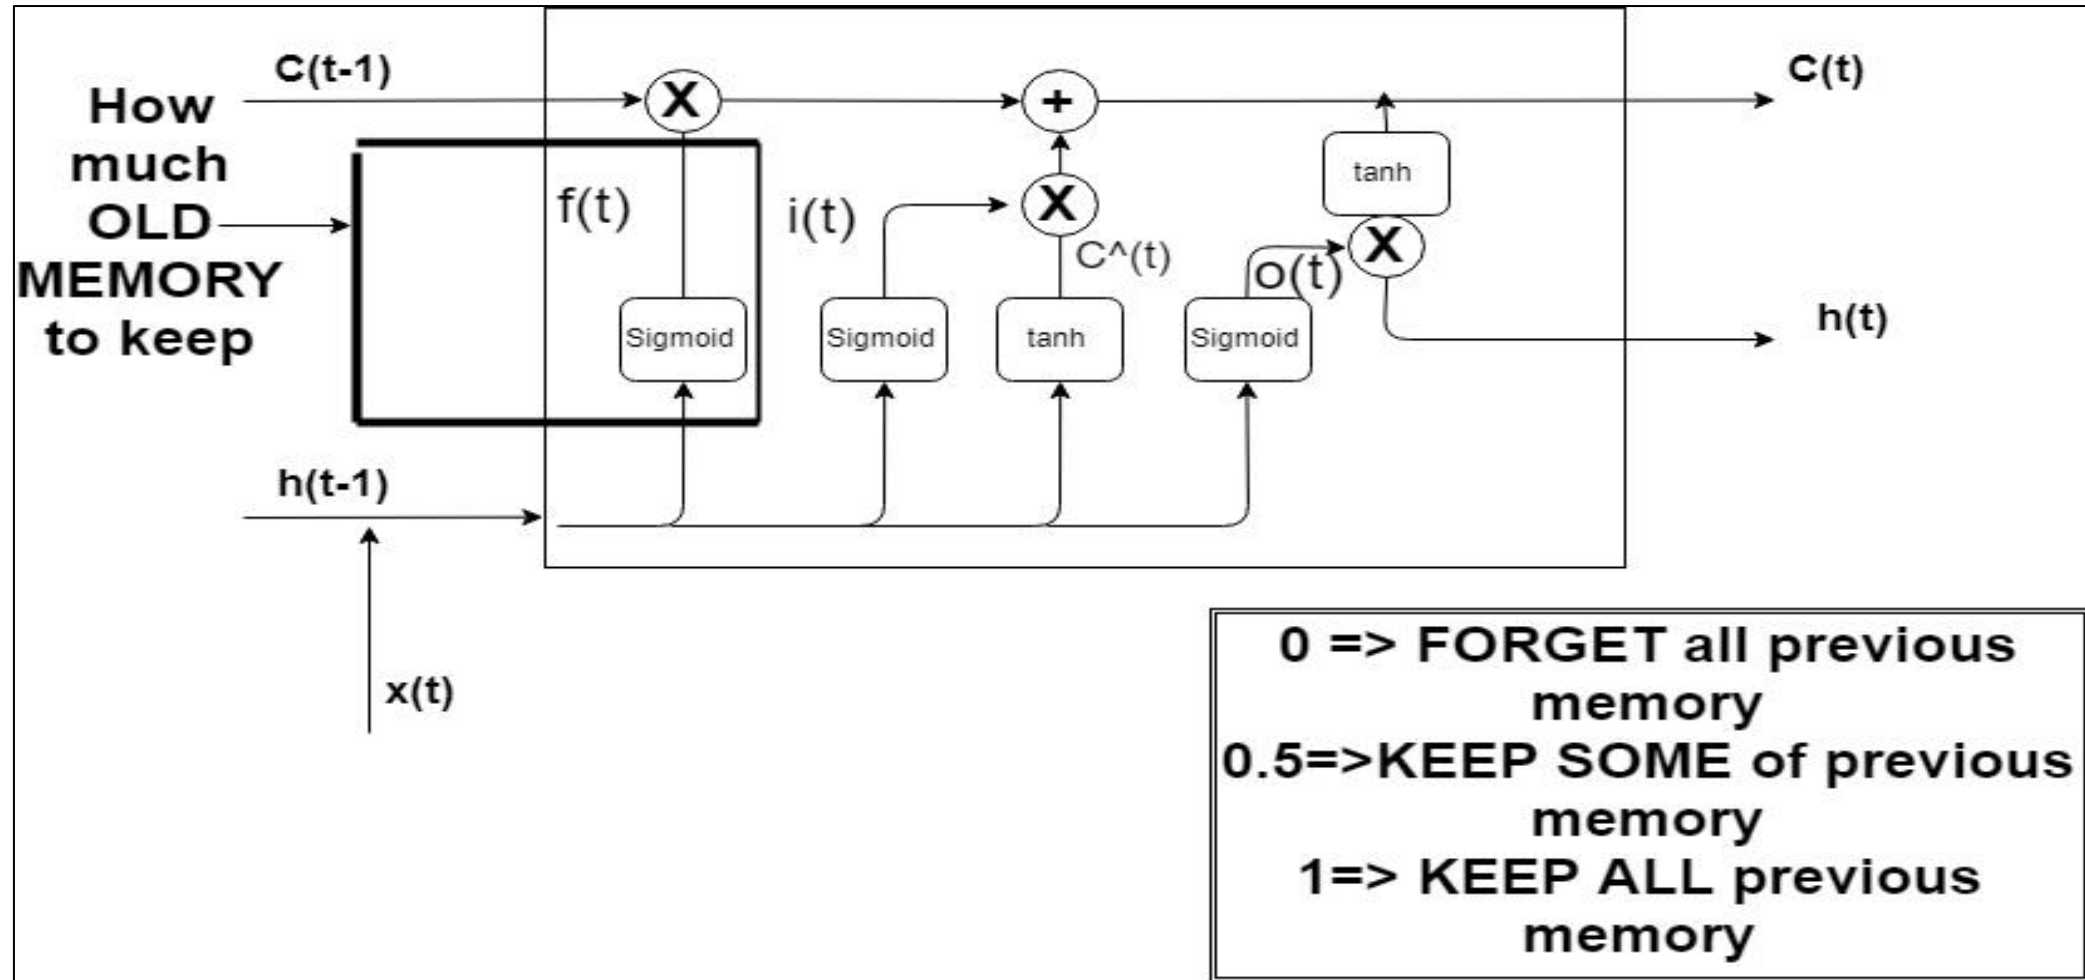 C(t-1)
C(t)
How
much
OLD
MEMORY
to keep
X
+
tanh
f(t)
i(t)
X
C^(t)
o(t)
X
Sigmoid
Sigmoid
tanh
Sigmoid
h(t)
h(t-1)
x(t)
0 => FORGET all previous
memory
0.5=>KEEP SOME of previous
memory
1=> KEEP ALL previous
memory